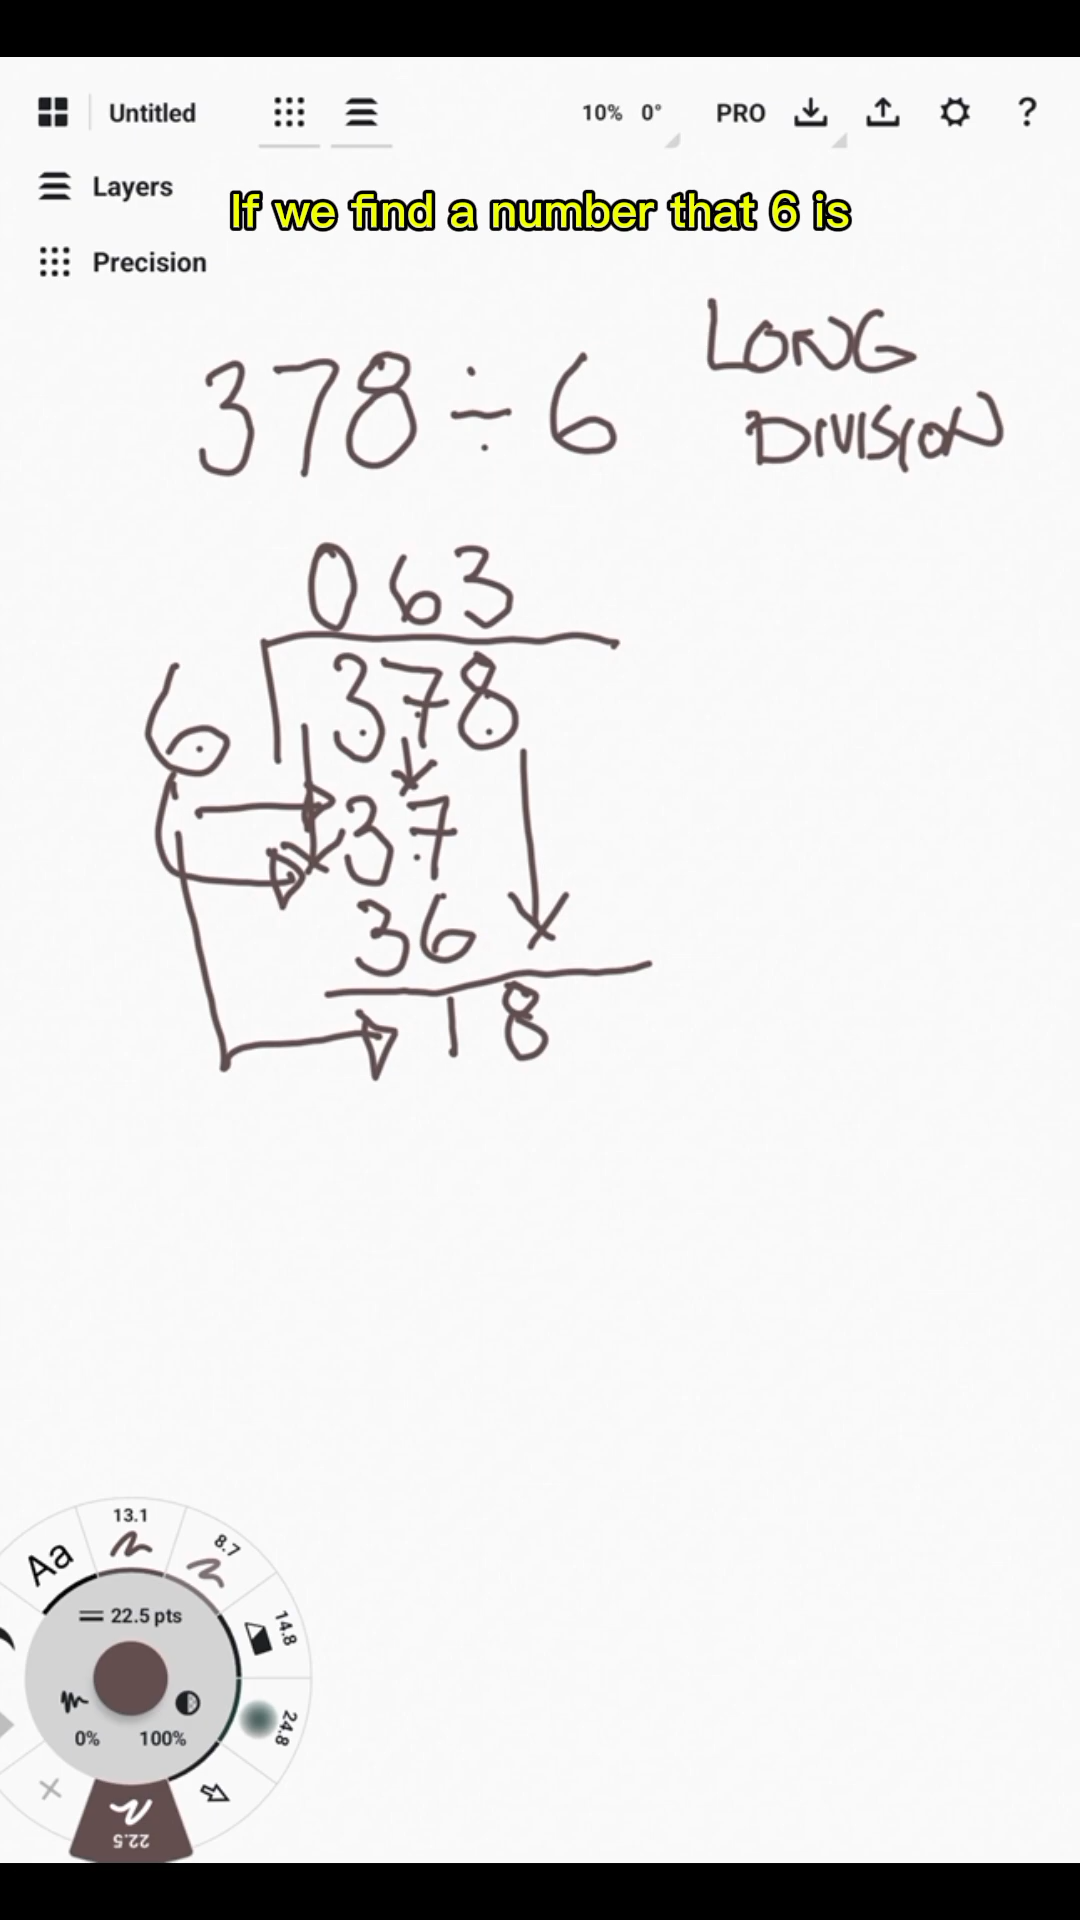 Untitled
10% 0° PRO ?
Layers
If we find a number that 6 is
Precision
LONG
378 ÷ 6
DIVISION
063
6 378
37
36
18
13.1
8.7
Aa
22.5 pts
14.8
24.8
0% 100%
22.5